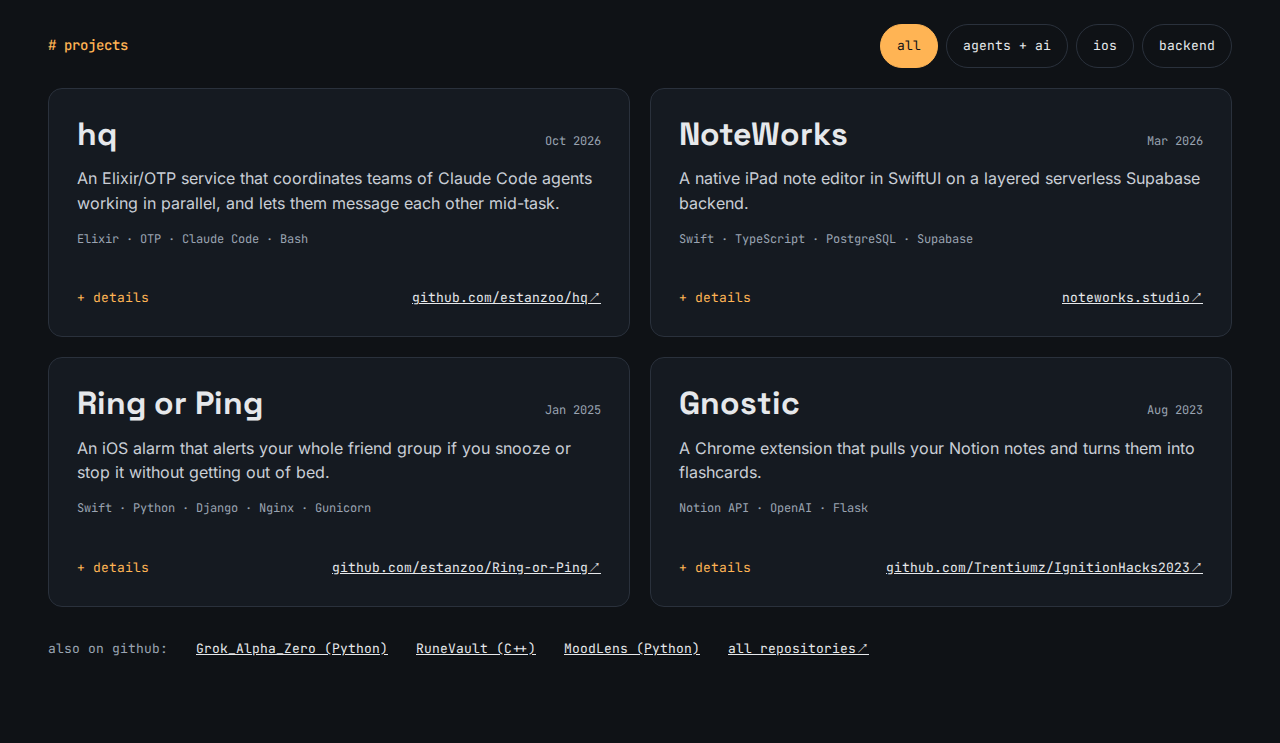 # projects
all
agents + ai
ios
backend
hq
Oct 2026
An Elixir/OTP service that coordinates teams of Claude Code agents
working in parallel, and lets them message each other mid-task.
Elixir · OTP · Claude Code · Bash
+ details
github.com/estanzoo/hq↗
NoteWorks
Mar 2026
A native iPad note editor in SwiftUI on a layered serverless Supabase
backend.
Swift · TypeScript · PostgreSQL · Supabase
+ details
noteworks.studio↗
Ring or Ping
Jan 2025
An iOS alarm that alerts your whole friend group if you snooze or
stop it without getting out of bed.
Swift · Python · Django · Nginx · Gunicorn
+ details
github.com/estanzoo/Ring-or-Ping↗
Gnostic
Aug 2023
A Chrome extension that pulls your Notion notes and turns them into
flashcards.
Notion API · OpenAI · Flask
+ details
github.com/Trentiumz/IgnitionHacks2023↗
also on github:
Grok_Alpha_Zero (Python)
RuneVault (C++)
MoodLens (Python)
all repositories↗